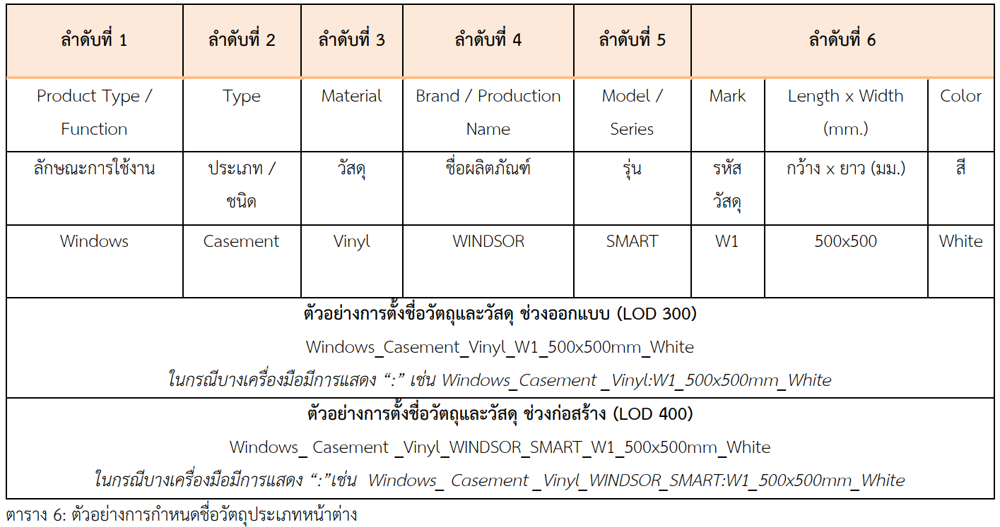 ลำดับที่ 1 ลำดับที่ 2 ลำดับที่ 3 ลำดับที่ 4 ลำดับที่ 5 ลำดับที่ 6
Product Type / Type Material Brand / Production Model / Mark Length x Width Color
Function Name Series (mm.)
ลักษณะการใช้งาน ประเภท / วัสดุ ชื่อผลิตภัณฑ์ รุ่น รหัส กว้าง x ยาว (มม.) สี
ชนิด วัสดุ
Windows Casement Vinyl WINDSOR SMART W1 500x500 White
ตัวอย่างการตั้งชื่อวัตถุและวัสดุ ช่วงออกแบบ (LOD 300)
Windows_Casement_Vinyl_W1_500x500mm_White
ในกรณีบางเครื่องมือมีการแสดง “:” เช่น Windows_Casement _Vinyl:W1_500x500mm_White
ตัวอย่างการตั้งชื่อวัตถุและวัสดุ ช่วงก่อสร้าง (LOD 400)
Windows_ Casement _Vinyl_WINDSOR_SMART_W1_500x500mm_White
ในกรณีบางเครื่องมือมีการแสดง “:”เช่น Windows_ Casement _Vinyl_WINDSOR_SMART:W1_500x500mm_White
ตาราง 6: ตัวอย่างการกำหนดชื่อวัตถุประเภทหน้าต่าง